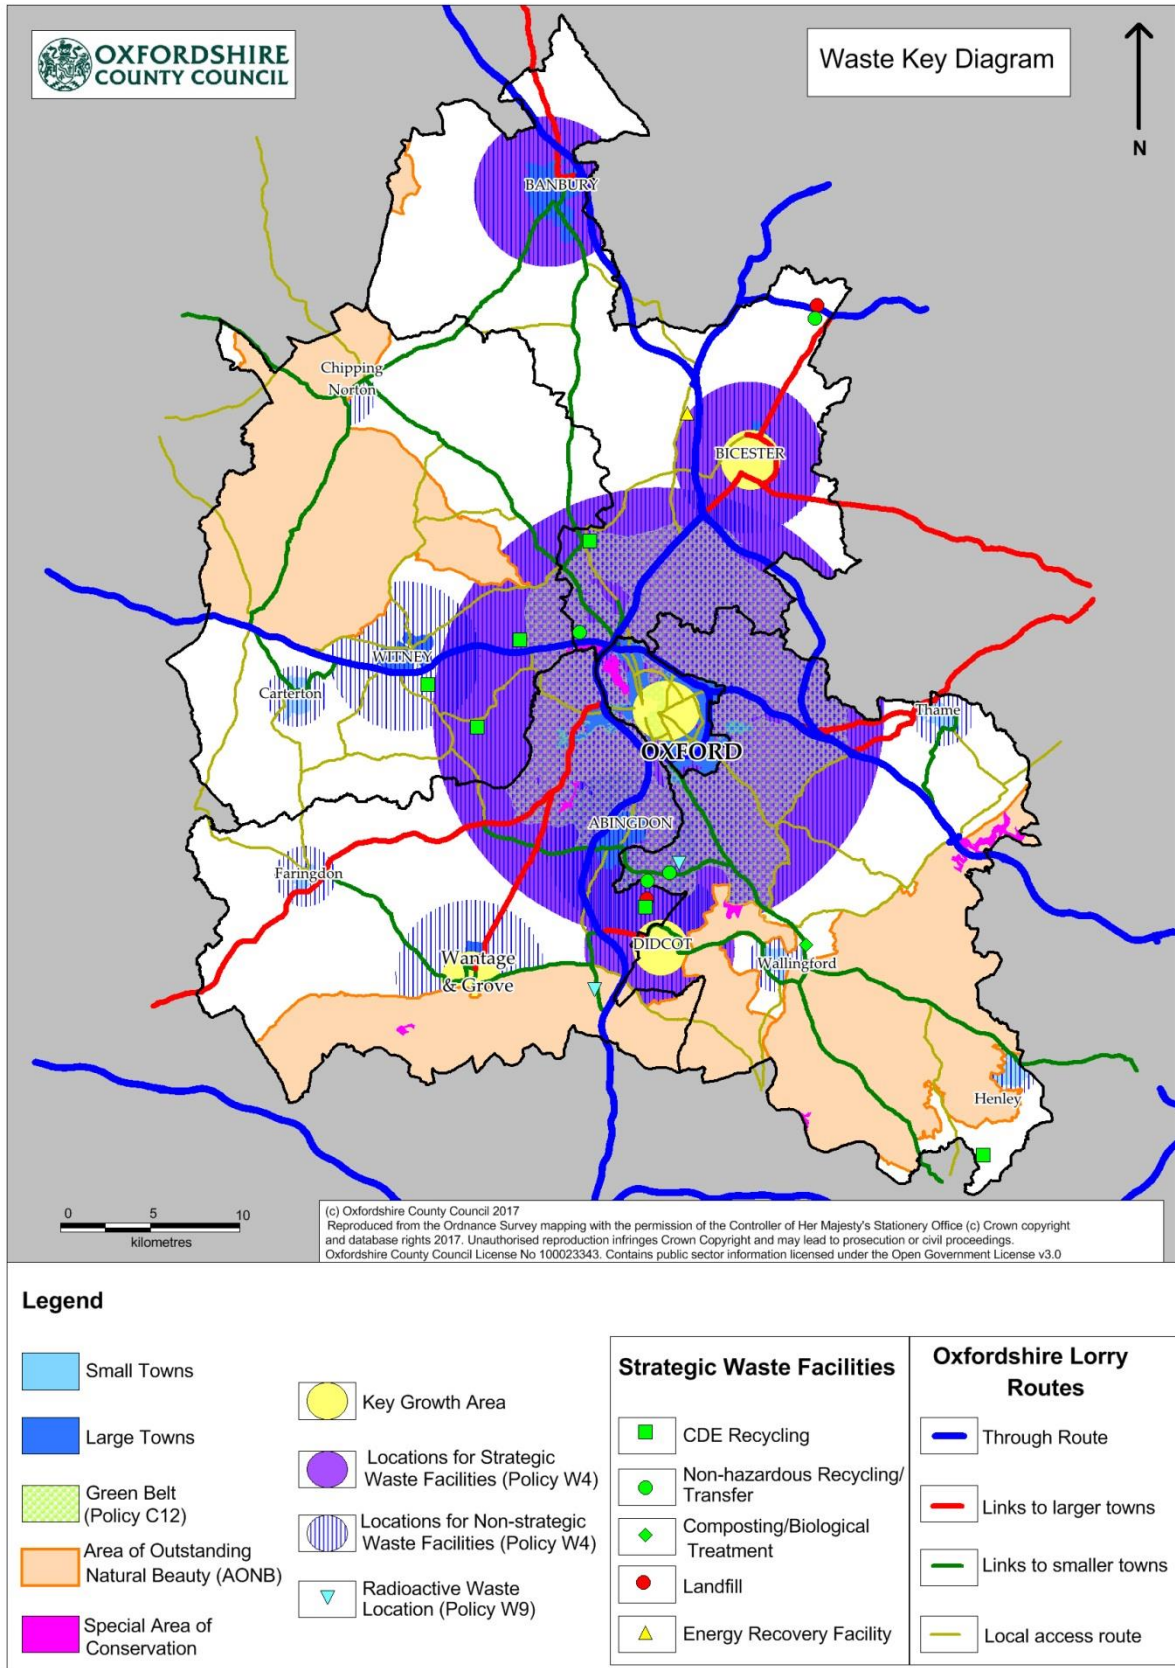 OXFORDSHIRE
COUNTY COUNCIL
Waste Key Diagram
N
BANBURY
Chipping
Norton
BICESTER
WITNEY
Carterton
Thame
OXFORD
ABINGDON
Faringdon
DIDCOT
Wallingford
Wantage
& Grove
Henley
0 5 10
kilometres
(c) Oxfordshire County Council 2017
Reproduced from the Ordnance Survey mapping with the permission of the Controller of Her Majesty's Stationery Office (c) Crown copyright
and database rights 2017. Unauthorised reproduction infringes Crown Copyright and may lead to prosecution or civil proceedings.
Oxfordshire County Council License No 100023343. Contains public sector information licensed under the Open Government License v3.0
Legend
Small Towns
Large Towns
Green Belt
(Policy C12)
Area of Outstanding
Natural Beauty (AONB)
Special Area of
Conservation
Key Growth Area
Locations for Strategic
Waste Facilities (Policy W4)
Locations for Non-strategic
Waste Facilities (Policy W4)
Radioactive Waste
Location (Policy W9)
Strategic Waste Facilities
CDE Recycling
Non-hazardous Recycling/
Transfer
Composting/Biological
Treatment
Landfill
Energy Recovery Facility
Oxfordshire Lorry
Routes
Through Route
Links to larger towns
Links to smaller towns
Local access route